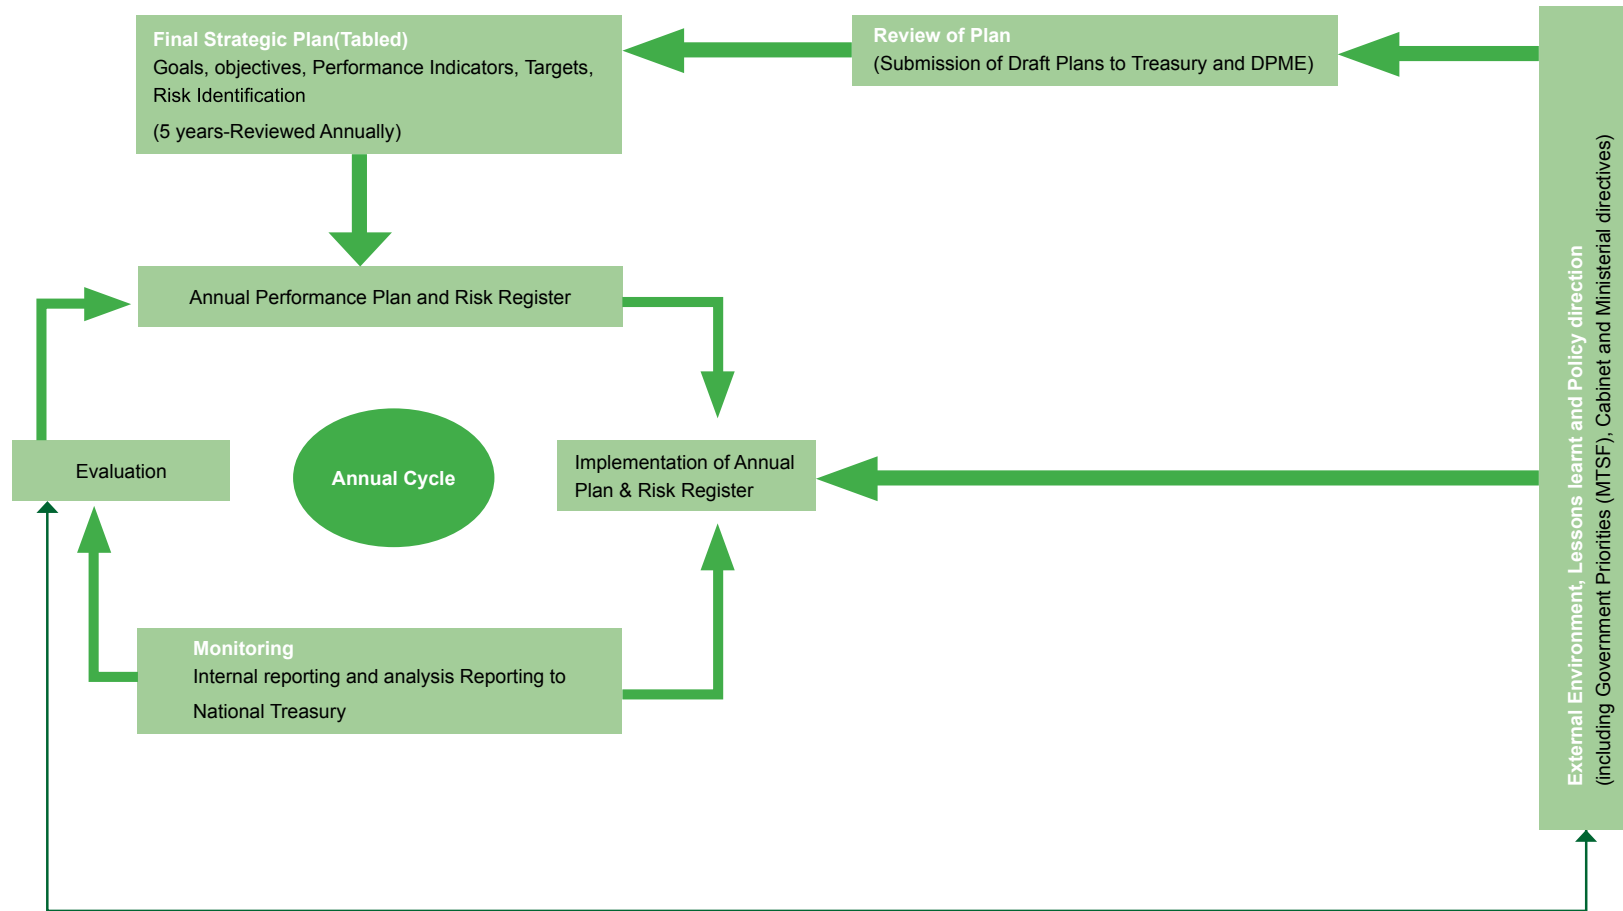 Final Strategic Plan(Tabled)
Goals, objectives, Performance Indicators, Targets,
Risk Identification
(5 years-Reviewed Annually)
Review of Plan
(Submission of Draft Plans to Treasury and DPME)
External Environment, Lessons learnt and Policy direction
(including Government Priorities (MTSF), Cabinet and Ministerial directives)
Annual Performance Plan and Risk Register
Evaluation
Annual Cycle
Implementation of Annual
Plan & Risk Register
Monitoring
Internal reporting and analysis Reporting to
National Treasury